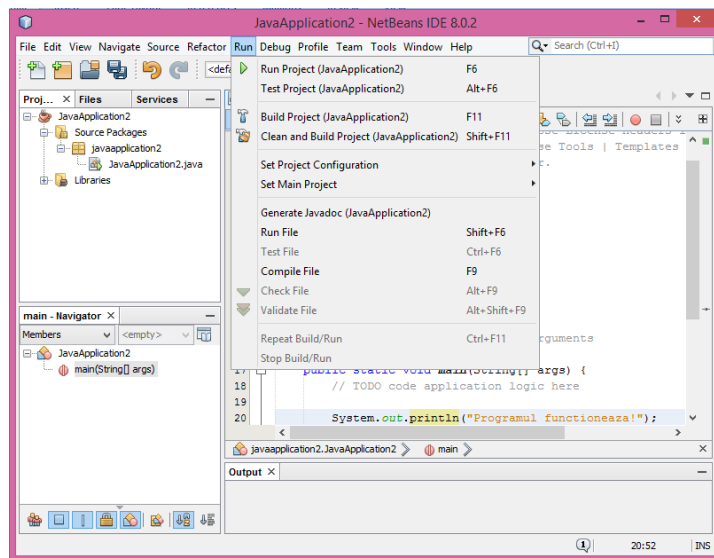 JavaApplication2 - NetBeans IDE 8.0.2
File Edit View Navigate Source Refactor Run Debug Profile Team Tools Window Help
Search (Ctrl+I)
<defa
Proj... × Files Services
JavaApplication2
Source Packages
javaapplication2
JavaApplication2.java
Libraries
Run Project (JavaApplication2) F6
Test Project (JavaApplication2) Alt+F6
Build Project (JavaApplication2) F11
Clean and Build Project (JavaApplication2) Shift+F11
Set Project Configuration
Set Main Project
Generate Javadoc (JavaApplication2)
Run File Shift+F6
Test File Ctrl+F6
Compile File F9
Check File Alt+F9
Validate File Alt+Shift+F9
Repeat Build/Run Ctrl+F11
Stop Build/Run
se Tools | Templates
r.
guments
17 public static void main(String[] args) {
18 // TODO code application logic here
19
20 System.out.println("Programul functioneaza!");
main - Navigator ×
Members <empty>
JavaApplication2
main(String[] args)
javaapplication2.JavaApplication2 main
Output ×
1 20:52 INS